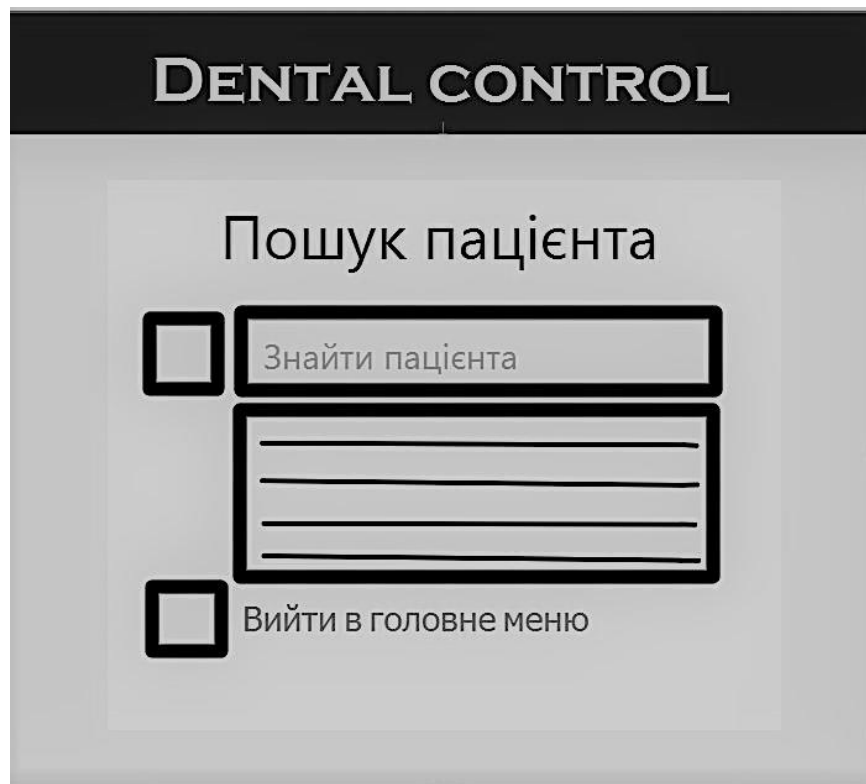 DENTAL CONTROL
Пошук пацієнта
Знайти пацієнта
Вийти в головне меню